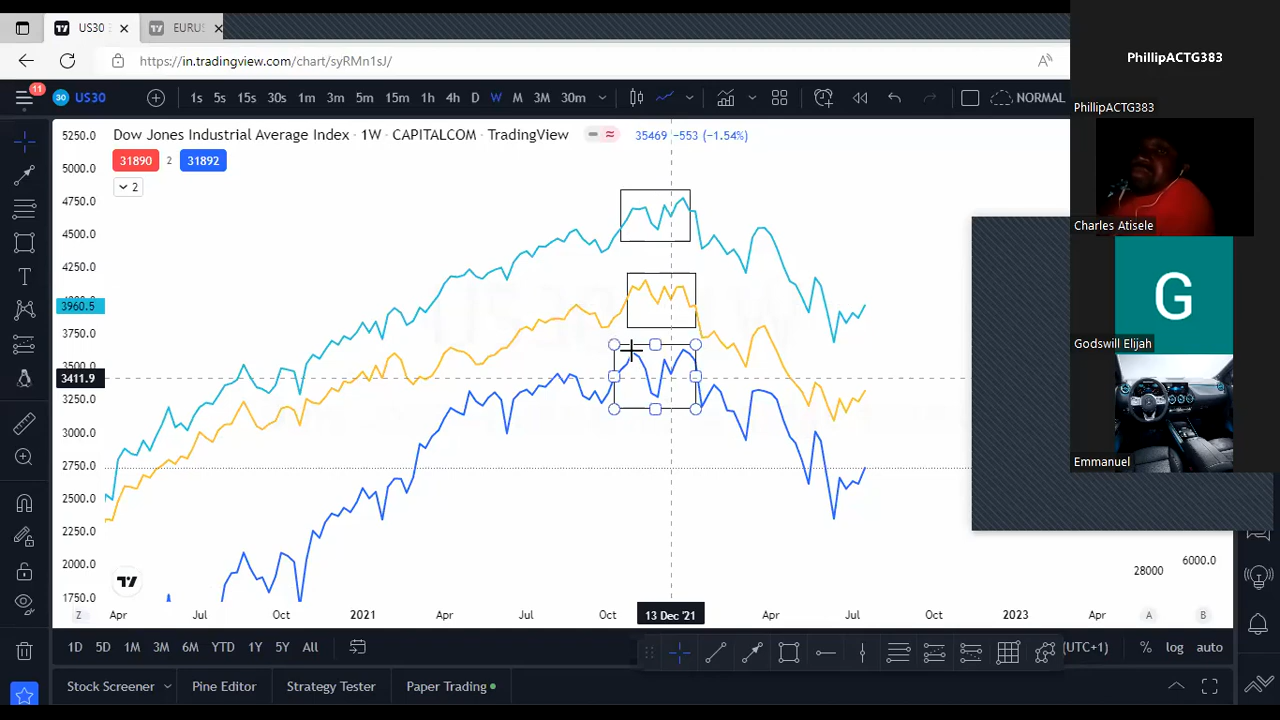 US30
EURUS
https://in.tradingview.com/chart/syRMn1sJ/
PhillipACTG383
11
30 US30 1s 5s 15s 30s 1m 3m 5m 15m 1h 4h D W M 3M 30m NORMAL
PhillipACTG383
5250.0 Dow Jones Industrial Average Index · 1W · CAPITALCOM · TradingView 35469 −553 (−1.54%)
31890 2 31892
5000.0
2
4750.0
Charles Atisele
4500.0
4250.0
G
3960.5
3750.0
Godswill Elijah
3411.9
3250.0
3000.0
Emmanuel
2750.0
2500.0
2250.0
2000.0
6000.0
28000
1750.0
Z Apr Jul Oct 2021 Apr Jul Oct 13 Dec '21 Apr Jul Oct 2023 Apr A B
1D 5D 1M 3M 6M YTD 1Y 5Y All (UTC+1) % log auto
Stock Screener Pine Editor Strategy Tester Paper Trading